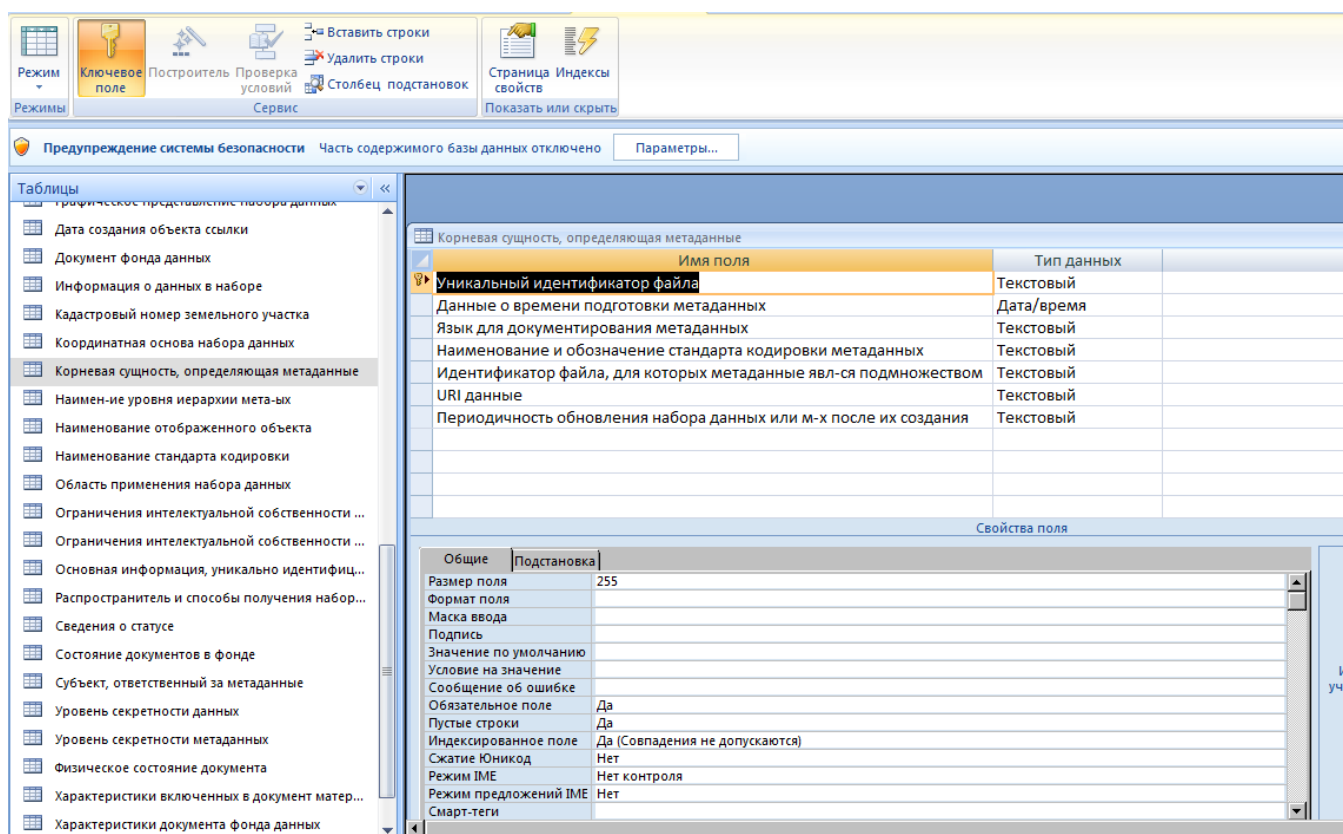 Режим
Ключевое поле
Построитель
Проверка условий
Вставить строки
Удалить строки
Столбец подстановок
Страница свойств
Индексы
Режимы
Сервис
Показать или скрыть
Предупреждение системы безопасности Часть содержимого базы данных отключено Параметры...
Таблицы
Графическое представление набора данных
Дата создания объекта ссылки
Документ фонда данных
Информация о данных в наборе
Кадастровый номер земельного участка
Координатная основа набора данных
Корневая сущность, определяющая метаданные
Наимен-ие уровня иерархии мета-ых
Наименование отображенного объекта
Наименование стандарта кодировки
Область применения набора данных
Ограничения интелектуальной собственности ...
Ограничения интелектуальной собственности ...
Основная информация, уникально идентифиц...
Распространитель и способы получения набор...
Сведения о статусе
Состояние документов в фонде
Субъект, ответственный за метаданные
Уровень секретности данных
Уровень секретности метаданных
Физическое состояние документа
Характеристики включенных в документ матер...
Характеристики документа фонда данных
Корневая сущность, определяющая метаданные
Имя поля Тип данных
Уникальный идентификатор файла Текстовый
Данные о времени подготовки метаданных Дата/время
Язык для документирования метаданных Текстовый
Наименование и обозначение стандарта кодировки метаданных Текстовый
Идентификатор файла, для которых метаданные явл-ся подмножеством Текстовый
URI данные Текстовый
Периодичность обновления набора данных или м-х после их создания Текстовый
Свойства поля
Общие Подстановка
Размер поля 255
Формат поля
Маска ввода
Подпись
Значение по умолчанию
Условие на значение
Сообщение об ошибке
Обязательное поле Да
Пустые строки Да
Индексированное поле Да (Совпадения не допускаются)
Сжатие Юникод Нет
Режим IME Нет контроля
Режим предложений IME Нет
Смарт-теги